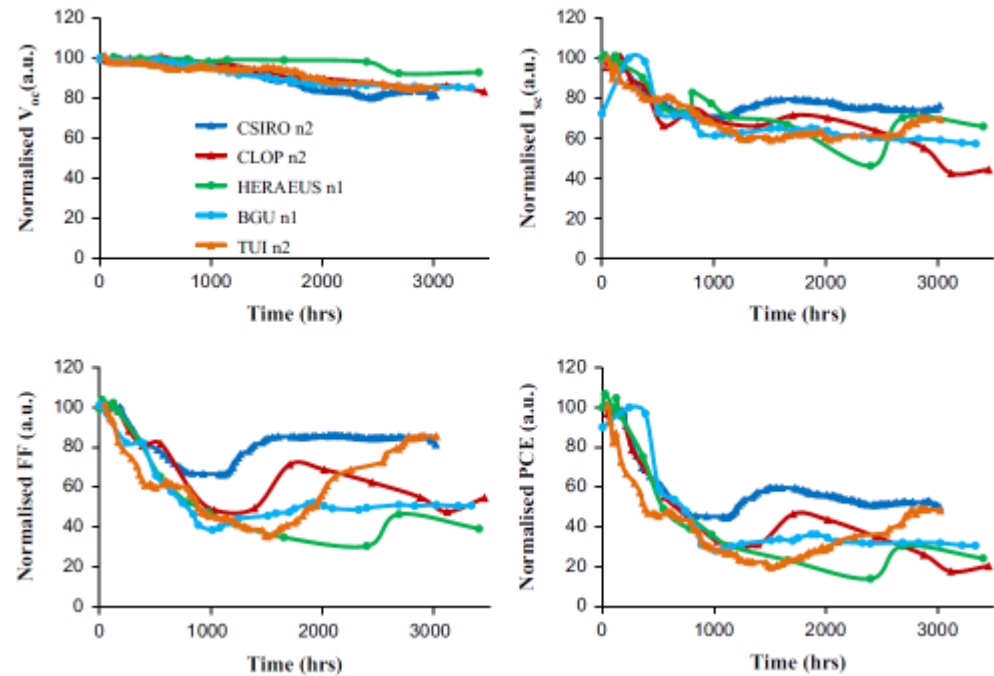 Normalised Voc(a.u.)
120
100
80
60
40
20
0
0 1000 2000 3000
Time (hrs)
CSIRO n2
CLOP n2
HERAEUS n1
BGU n1
TUI n2
Normalised Isc(a.u.)
120
100
80
60
40
20
0
0 1000 2000 3000
Time (hrs)
Normalised FF (a.u.)
120
100
80
60
40
20
0
0 1000 2000 3000
Time (hrs)
Normalised PCE (a.u.)
120
100
80
60
40
20
0
0 1000 2000 3000
Time (hrs)